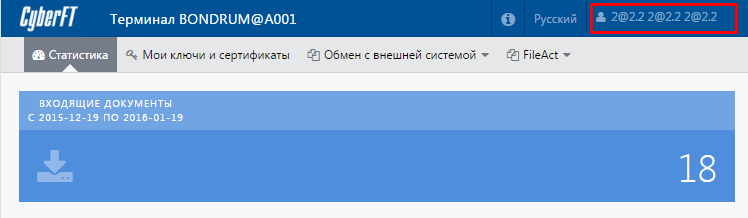 CyberFT Терминал BONDRUM@A001 Русский 2@2.2 2@2.2 2@2.2
Статистика Мои ключи и сертификаты Обмен с внешней системой FileAct
ВХОДЯЩИЕ ДОКУМЕНТЫ
С 2015-12-19 ПО 2016-01-19
18